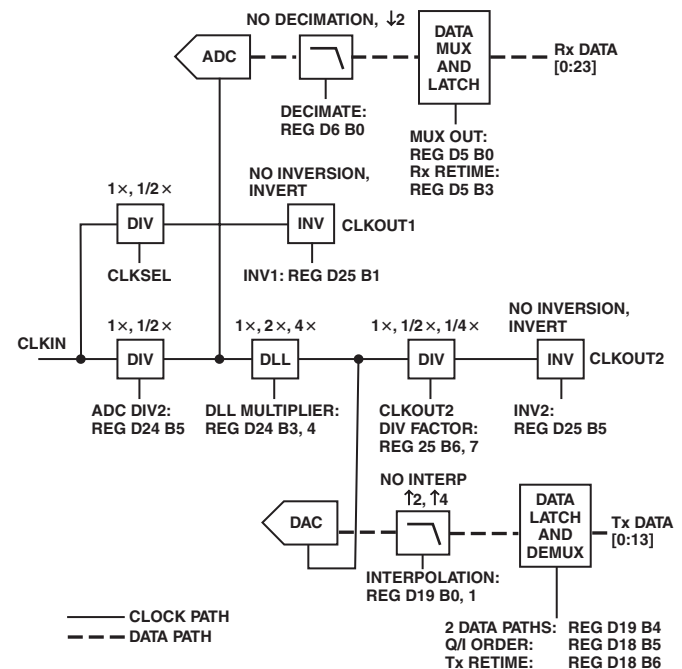 NO DECIMATION, ↓2
ADC
DATA
MUX
AND
LATCH
Rx DATA
[0:23]
DECIMATE:
REG D6 B0
MUX OUT:
REG D5 B0
Rx RETIME:
REG D5 B3
NO INVERSION,
INVERT
1×, 1/2×
DIV
INV
CLKOUT1
CLKSEL
INV1: REG D25 B1
NO INVERSION,
INVERT
1×, 1/2×
1×, 2×, 4×
1×, 1/2×, 1/4×
CLKIN
DIV
DLL
DIV
INV
CLKOUT2
ADC DIV2:
REG D24 B5
DLL MULTIPLIER:
REG D24 B3, 4
CLKOUT2
DIV FACTOR:
REG 25 B6, 7
INV2:
REG D25 B5
NO INTERP
↑2, ↑4
DAC
DATA
LATCH
AND
DEMUX
Tx DATA
[0:13]
INTERPOLATION:
REG D19 B0, 1
CLOCK PATH
DATA PATH
2 DATA PATHS: REG D19 B4
Q/I ORDER: REG D18 B5
Tx RETIME: REG D18 B6